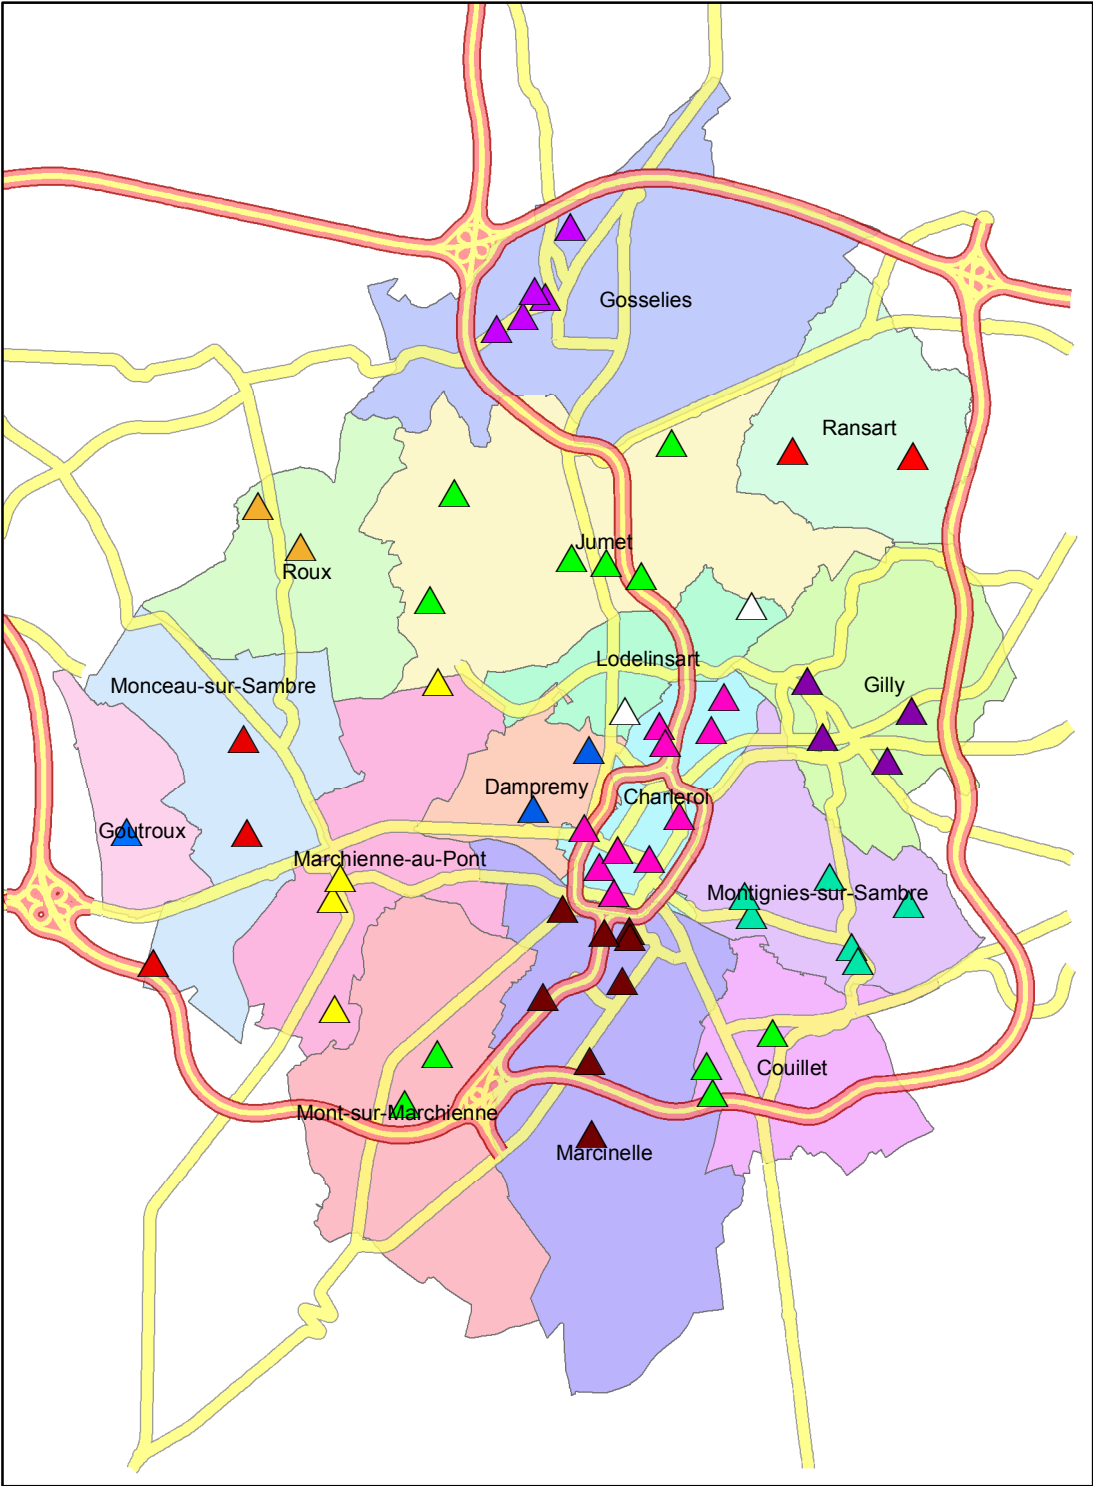 Gosselies
Ransart
Jumet
Roux
Lodelinsart
Monceau-sur-Sambre
Gilly
Dampremy
Charleroi
Goutroux
Marchienne-au-Pont
Montignies-sur-Sambre
Couillet
Mont-sur-Marchienne
Marcinelle